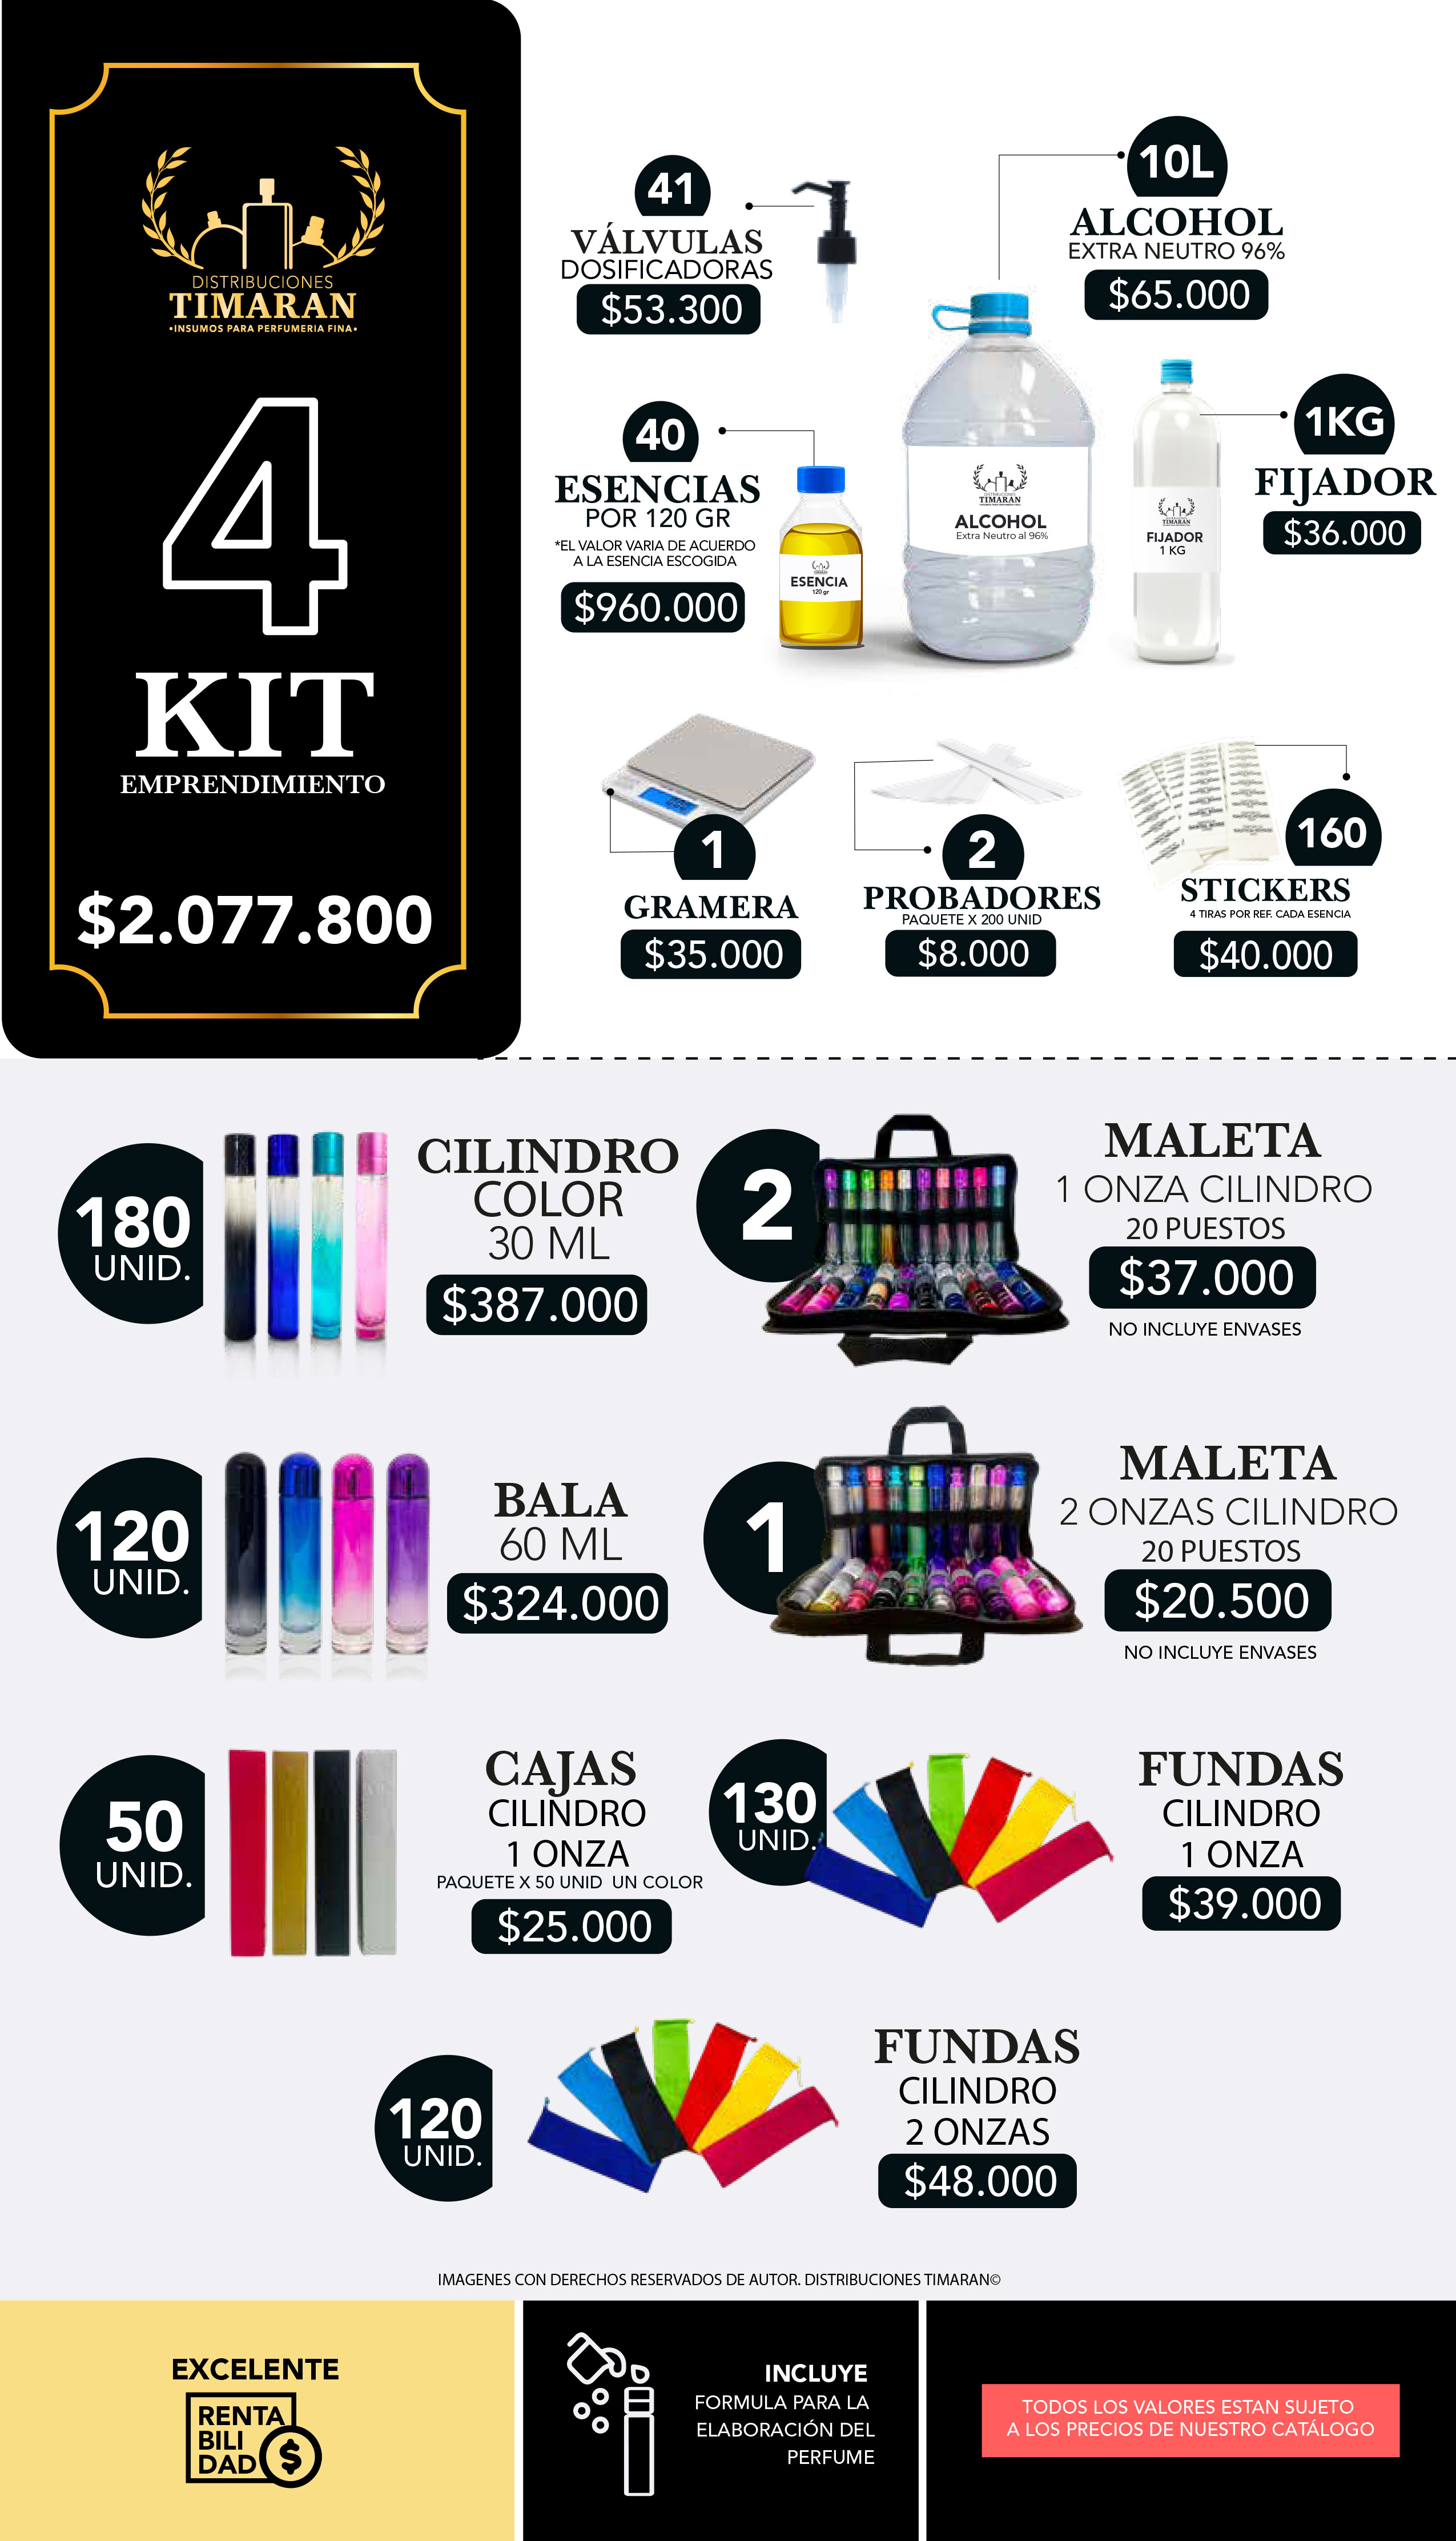 DISTRIBUCIONES
TIMARAN
•INSUMOS PARA PERFUMERIA FINA•
4
KIT
EMPRENDIMIENTO
$2.077.800
41
VÁLVULAS
DOSIFICADORAS
$53.300
10L
ALCOHOL
EXTRA NEUTRO 96%
$65.000
40
ESENCIAS
POR 120 GR
*EL VALOR VARIA DE ACUERDO
A LA ESENCIA ESCOGIDA
$960.000
ESENCIA
120 gr
DISTRIBUCIONES
TIMARAN
ALCOHOL
Extra Neutro al 96%
TIMARAN
FIJADOR
1 KG
1KG
FIJADOR
$36.000
1
GRAMERA
$35.000
2
PROBADORES
PAQUETE X 200 UNID
$8.000
160
STICKERS
4 TIRAS POR REF. CADA ESENCIA
$40.000
180
UNID.
CILINDRO
COLOR
30 ML
$387.000
2
MALETA
1 ONZA CILINDRO
20 PUESTOS
$37.000
NO INCLUYE ENVASES
120
UNID.
BALA
60 ML
$324.000
1
MALETA
2 ONZAS CILINDRO
20 PUESTOS
$20.500
NO INCLUYE ENVASES
50
UNID.
CAJAS
CILINDRO
1 ONZA
PAQUETE X 50 UNID UN COLOR
$25.000
130
UNID.
FUNDAS
CILINDRO
1 ONZA
$39.000
120
UNID.
FUNDAS
CILINDRO
2 ONZAS
$48.000
IMAGENES CON DERECHOS RESERVADOS DE AUTOR. DISTRIBUCIONES TIMARAN©
EXCELENTE
RENTA
BILI
DAD
$
INCLUYE
FORMULA PARA LA
ELABORACIÓN DEL
PERFUME
TODOS LOS VALORES ESTAN SUJETO
A LOS PRECIOS DE NUESTRO CATÁLOGO